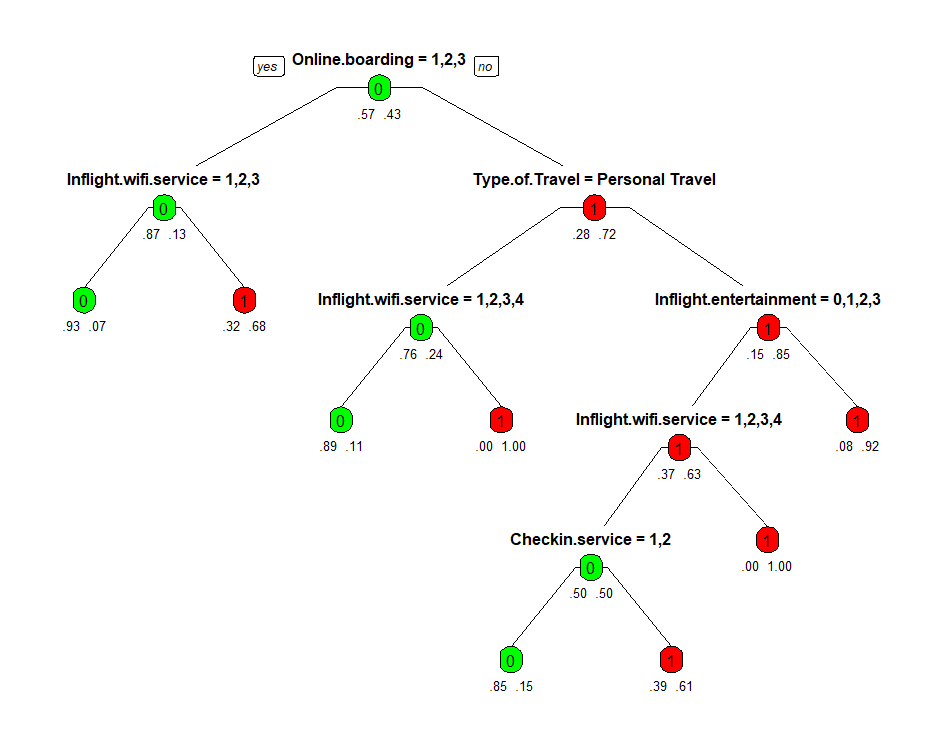 yes Online.boarding = 1,2,3 no
0
.57 .43
Inflight.wifi.service = 1,2,3 Type.of.Travel = Personal Travel
0 1
.87 .13 .28 .72
0 1 Inflight.wifi.service = 1,2,3,4 Inflight.entertainment = 0,1,2,3
.93 .07 .32 .68 0 1
.76 .24 .15 .85
0 1 Inflight.wifi.service = 1,2,3,4 1
.89 .11 .00 1.00 1 .08 .92
.37 .63
Checkin.service = 1,2 1
0 .00 1.00
.50 .50
0 1
.85 .15 .39 .61